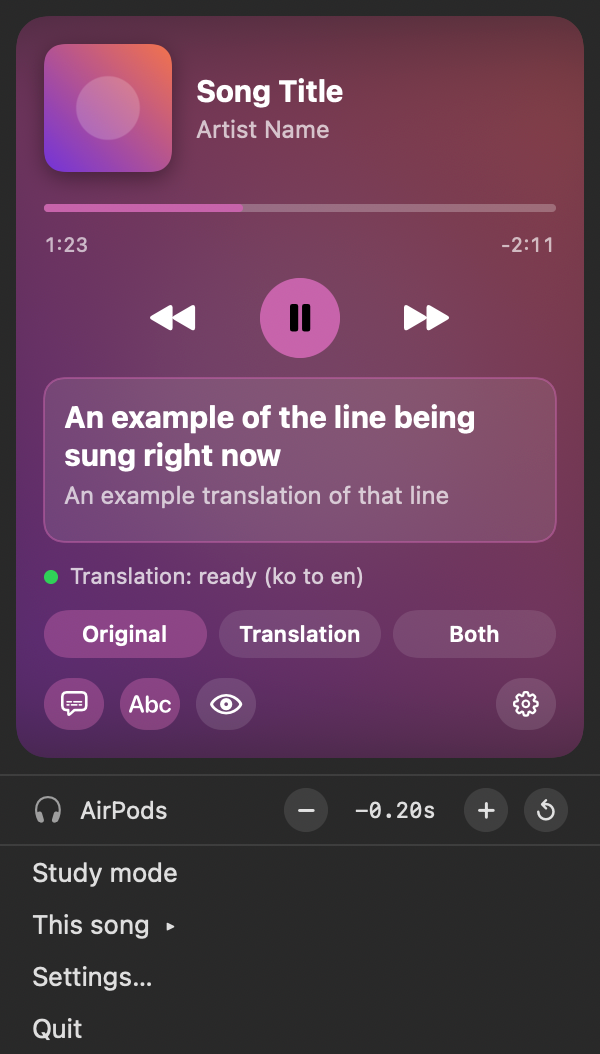 Song Title
Artist Name
1:23
-2:11
An example of the line being
sung right now
An example translation of that line
Translation: ready (ko to en)
Original
Translation
Both
Abc
AirPods
−0.20s
Study mode
This song ▸
Settings…
Quit